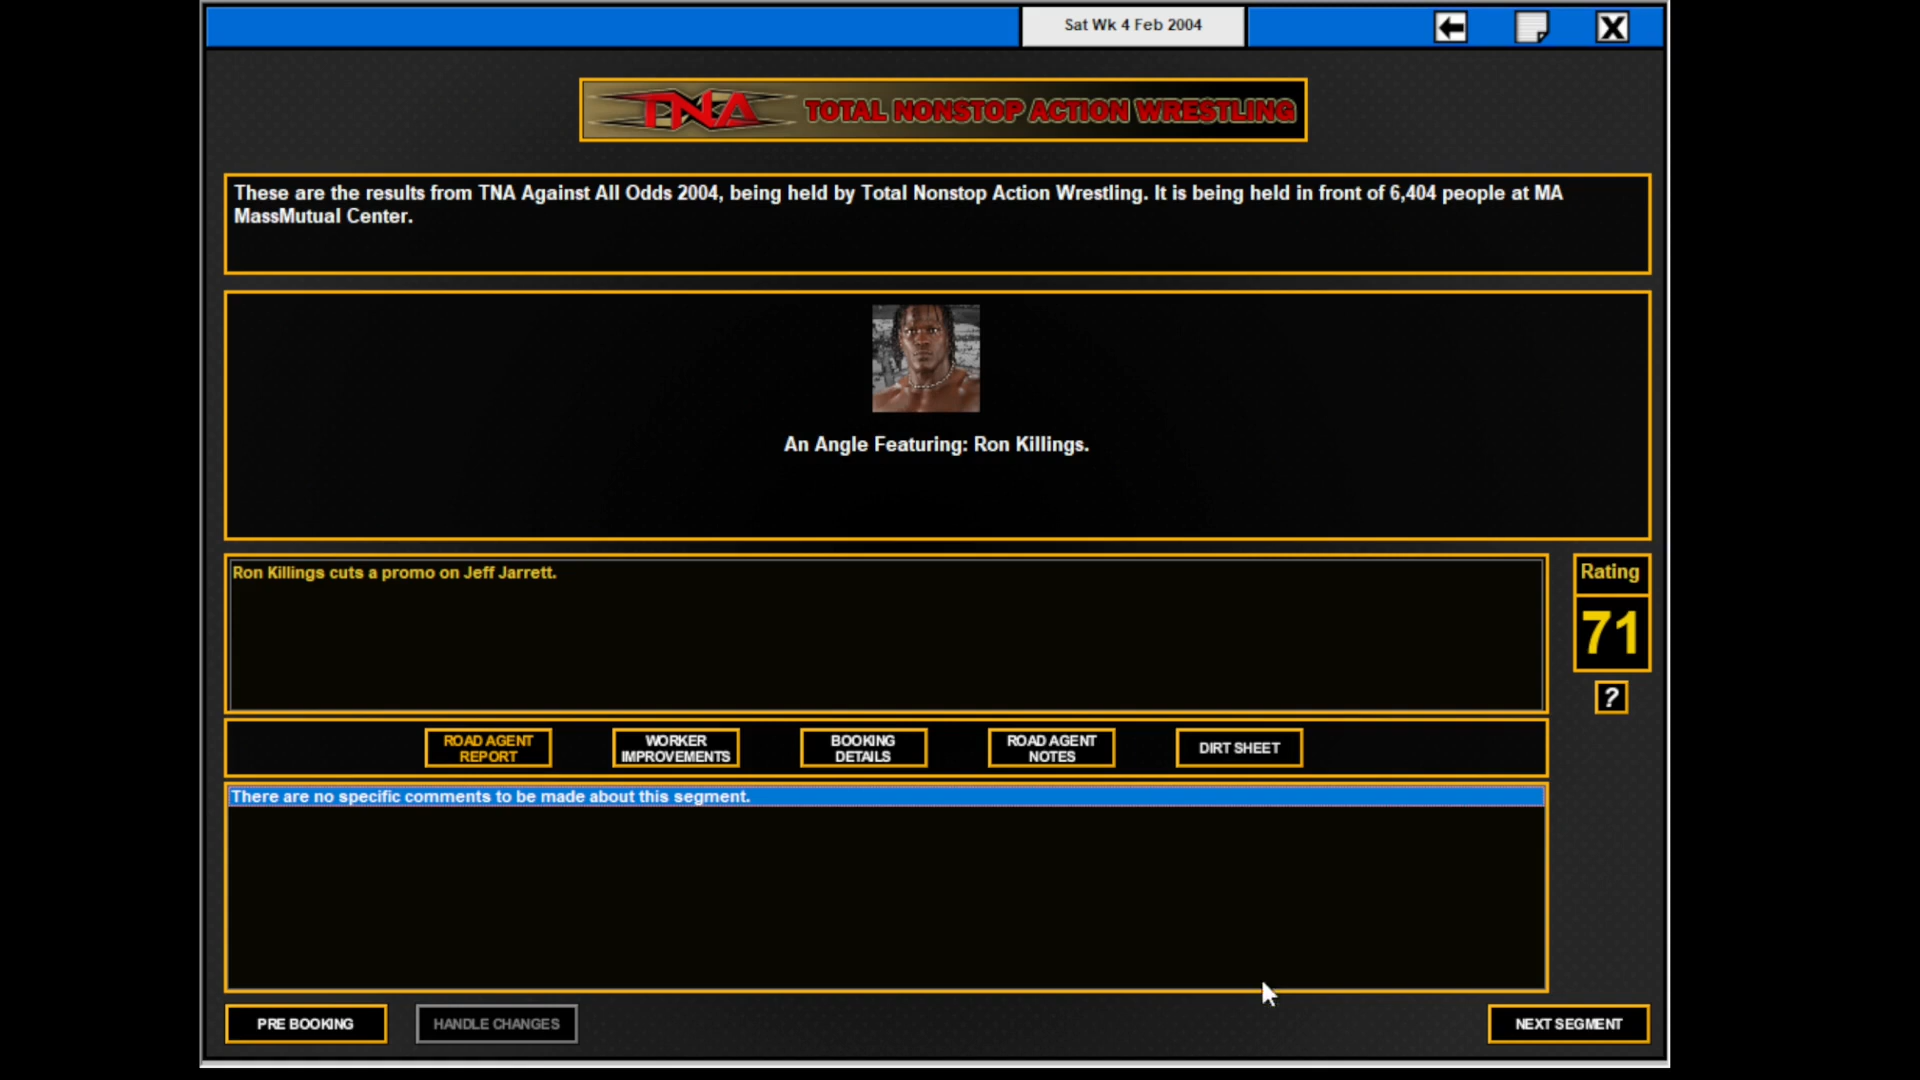 Sat Wk 4 Feb 2004
TNA TOTAL NONSTOP ACTION WRESTLING
These are the results from TNA Against All Odds 2004, being held by Total Nonstop Action Wrestling. It is being held in front of 6,404 people at MA
MassMutual Center.
An Angle Featuring: Ron Killings.
Ron Killings cuts a promo on Jeff Jarrett.
Rating
71
?
ROAD AGENT
REPORT
WORKER
IMPROVEMENTS
BOOKING
DETAILS
ROAD AGENT
NOTES
DIRT SHEET
There are no specific comments to be made about this segment.
PRE BOOKING
HANDLE CHANGES
NEXT SEGMENT